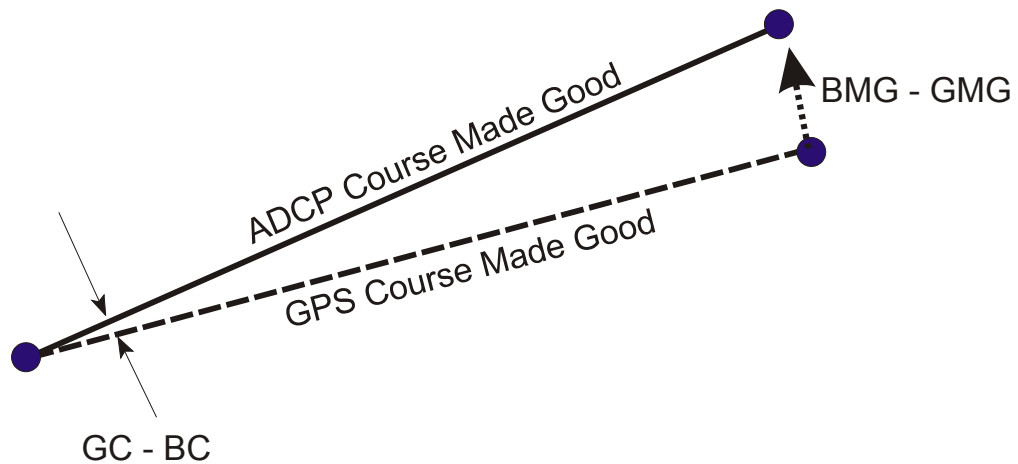 ADCP Course Made Good
BMG - GMG
GPS Course Made Good
GC - BC